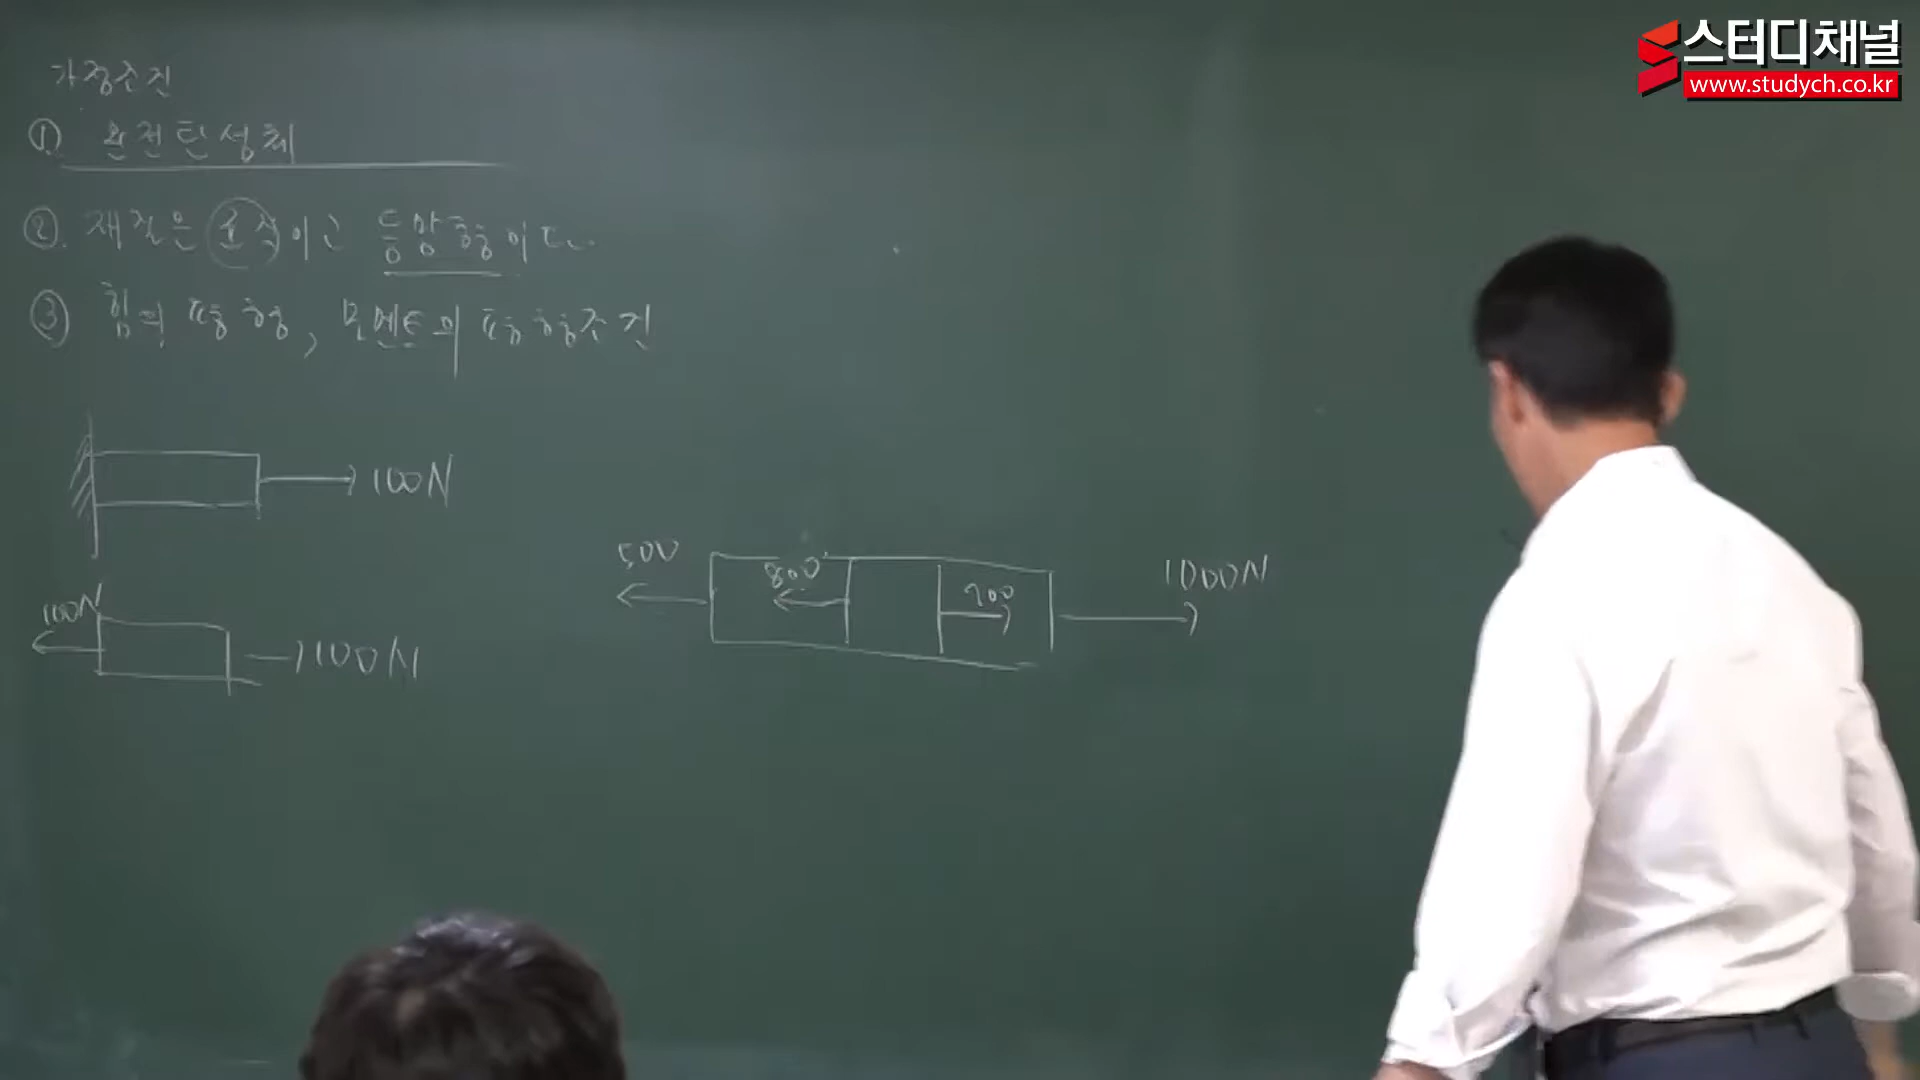 스터디채널
www.studych.co.kr
가정조건
① 완전탄성체
② 재질은 균질이고 등방향이다.
③ 힘의 평형, 모멘트의 평형조건
100N
100N
100N
500
800
1000N